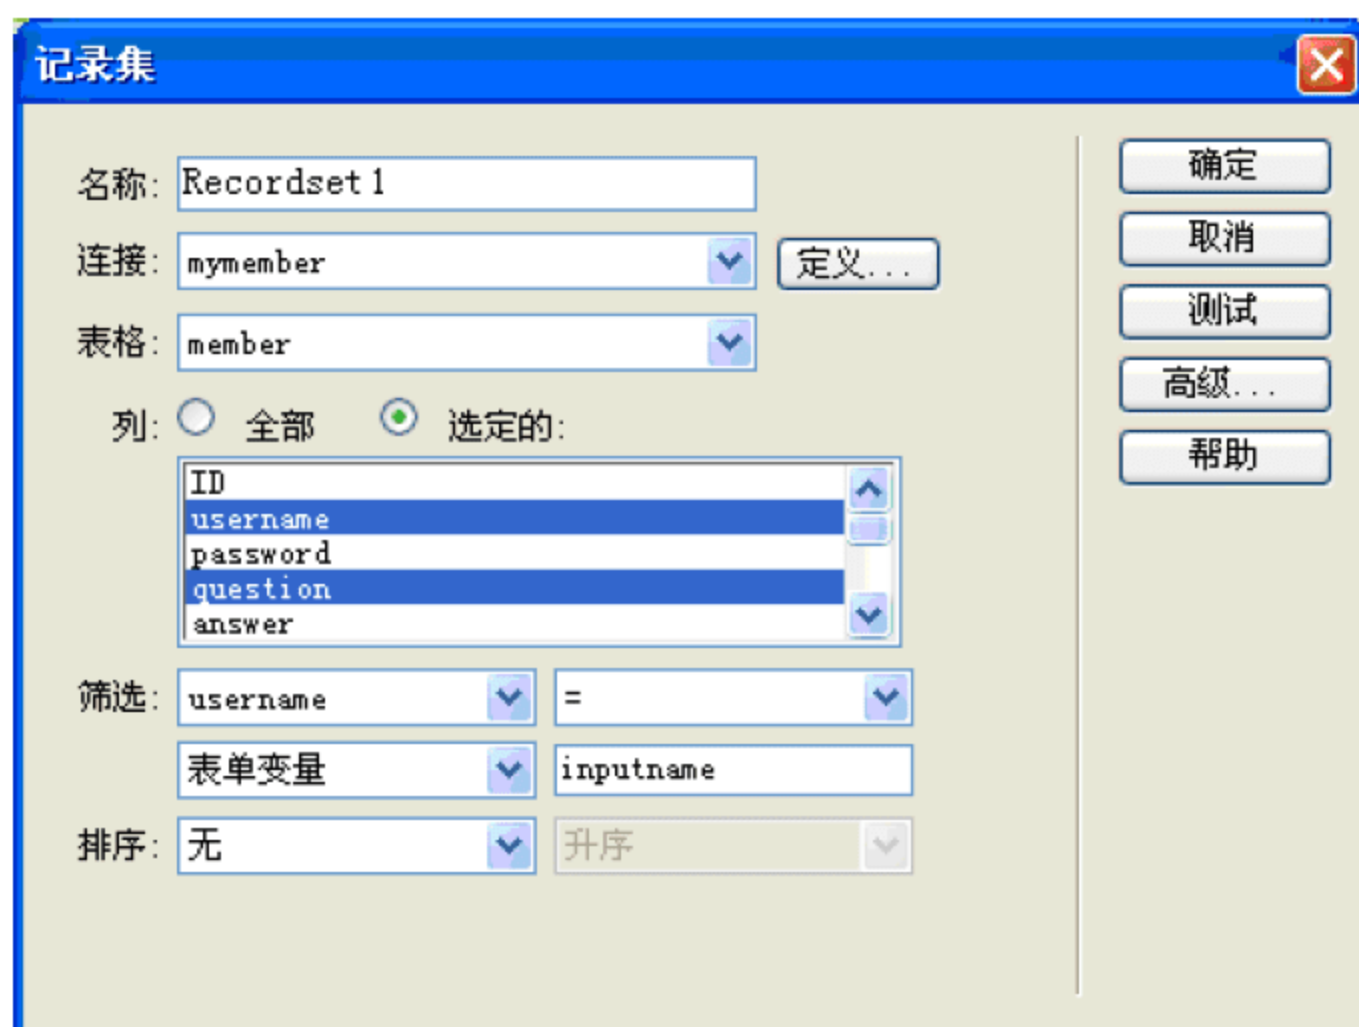 记录集
名称: Recordset 1
连接: mymember 定义...
表格: member
列: 全部 选定的:
ID
username
password
question
answer
筛选: username =
表单变量 inputname
排序: 无 升序
确定
取消
测试
高级...
帮助